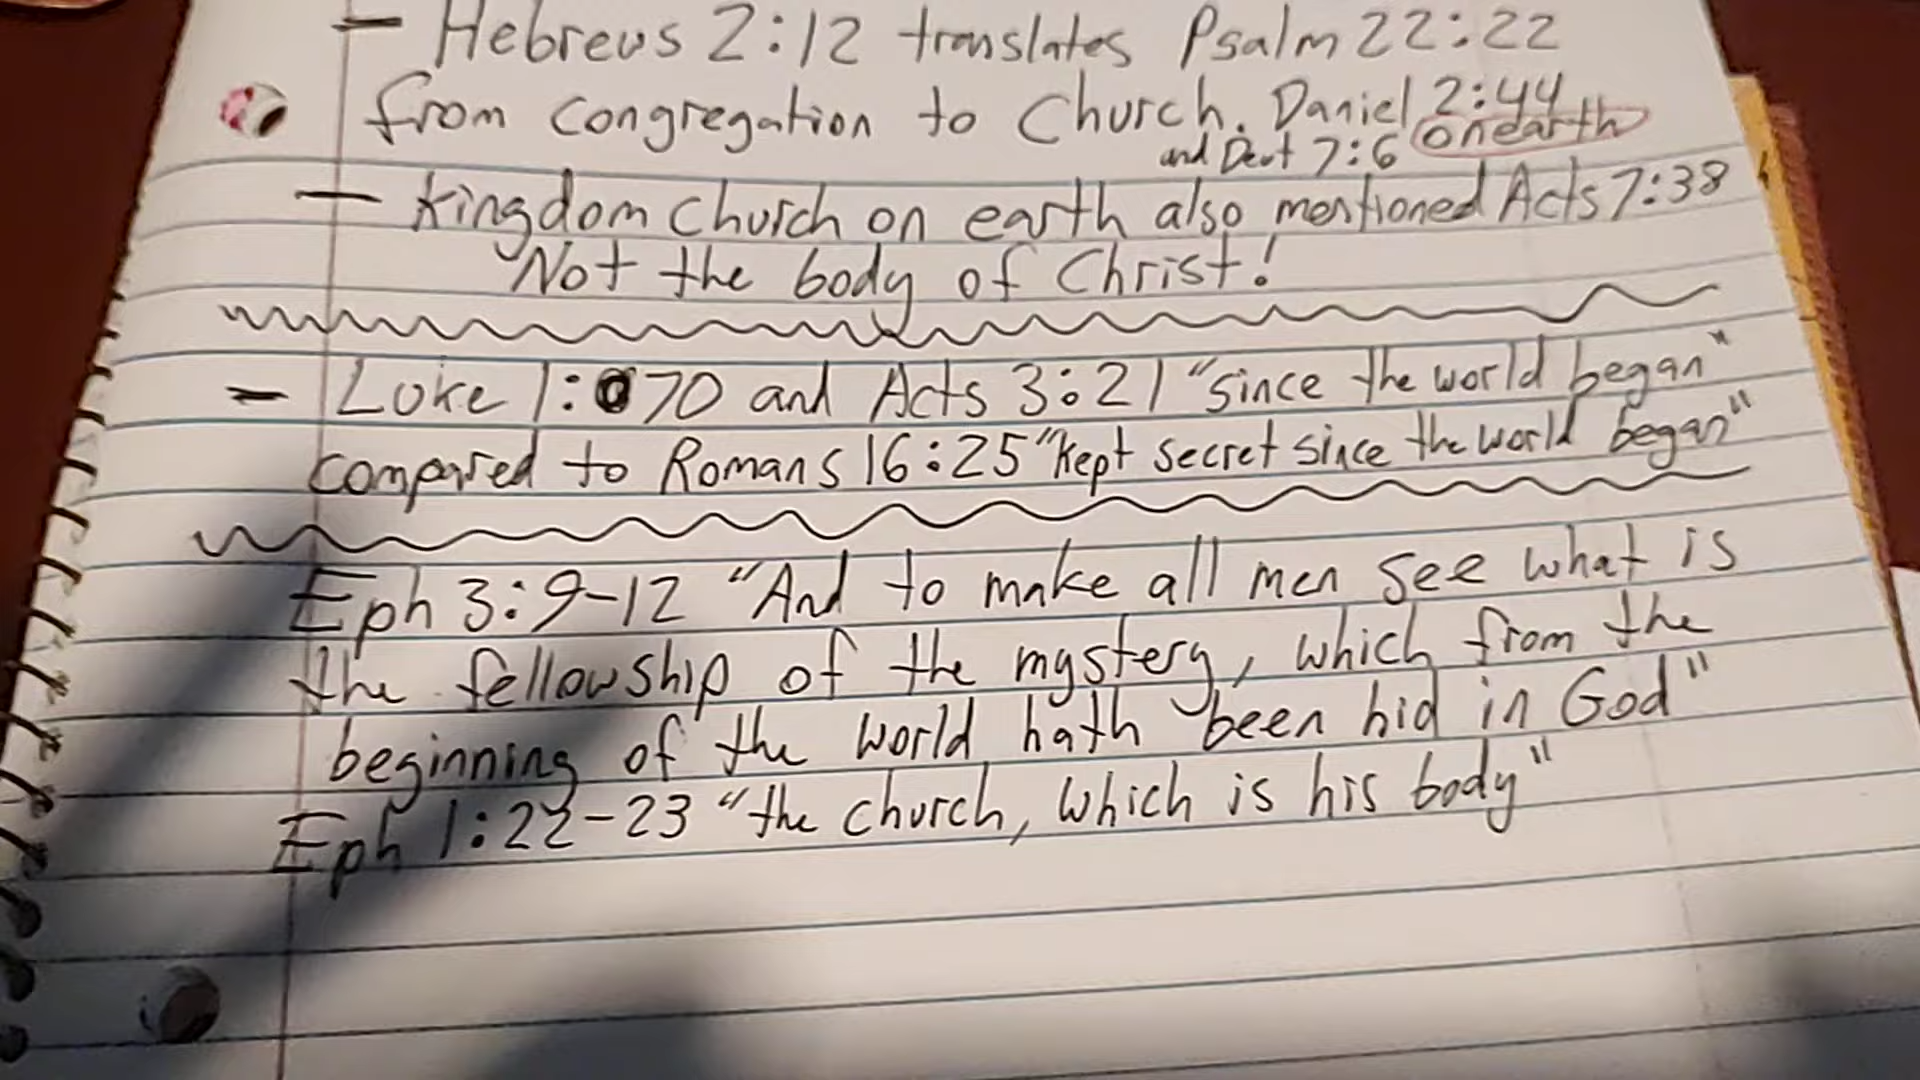 - Hebrews 2:12 translates Psalm 22:22
from congregation to Church. Daniel 2:44
and Deut 7:6 on earth
- Kingdom church on earth also mentioned Acts 7:38
Not the body of Christ!
- Luke 1:70 and Acts 3:21 "since the world began"
compared to Romans 16:25 "kept secret since the world began"
Eph 3:9-12 "And to make all men see what is
the fellowship of the mystery, which from the
beginning of the world hath been hid in God"
Eph 1:22-23 "the church, which is his body"